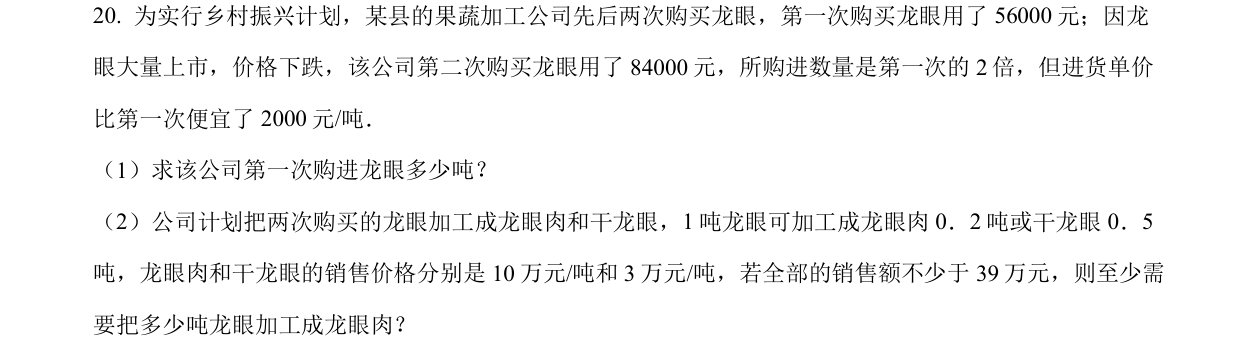 20. 为实行乡村振兴计划，某县的果蔬加工公司先后两次购买龙眼，第一次购买龙眼用了 56000 元；因龙
眼大量上市，价格下跌，该公司第二次购买龙眼用了 84000 元，所购进数量是第一次的 2 倍，但进货单价
比第一次便宜了 2000 元/吨．
（1）求该公司第一次购进龙眼多少吨？
（2）公司计划把两次购买的龙眼加工成龙眼肉和干龙眼，1 吨龙眼可加工成龙眼肉 0．2 吨或干龙眼 0．5
吨，龙眼肉和干龙眼的销售价格分别是 10 万元/吨和 3 万元/吨，若全部的销售额不少于 39 万元，则至少需
要把多少吨龙眼加工成龙眼肉？